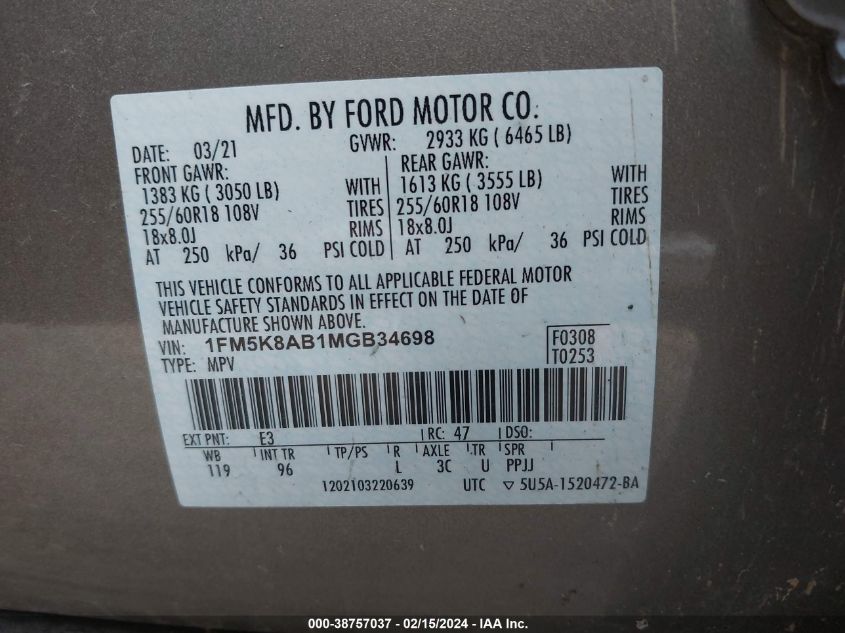 MFD. BY FORD MOTOR CO.
DATE: 03/21 GVWR: 2933 KG ( 6465 LB)
FRONT GAWR: REAR GAWR:
1383 KG ( 3050 LB) WITH 1613 KG ( 3555 LB) WITH
255/60R18 108V TIRES 255/60R18 108V TIRES
18x8.0J RIMS 18x8.0J RIMS
AT 250 kPa/ 36 PSI COLD AT 250 kPa/ 36 PSI COLD
THIS VEHICLE CONFORMS TO ALL APPLICABLE FEDERAL MOTOR
VEHICLE SAFETY STANDARDS IN EFFECT ON THE DATE OF
MANUFACTURE SHOWN ABOVE.
VIN: 1FM5K8AB1MGB34698 F0308
TYPE: MPV T0253
EXT PNT: E3 RC: 47 DSO:
WB INT TR TP/PS R AXLE TR SPR
119 96 L 3C U PPJJ
1202103220639 UTC ▽ 5U5A-1520472-BA
000-38757037 - 02/15/2024 - IAA, Inc.